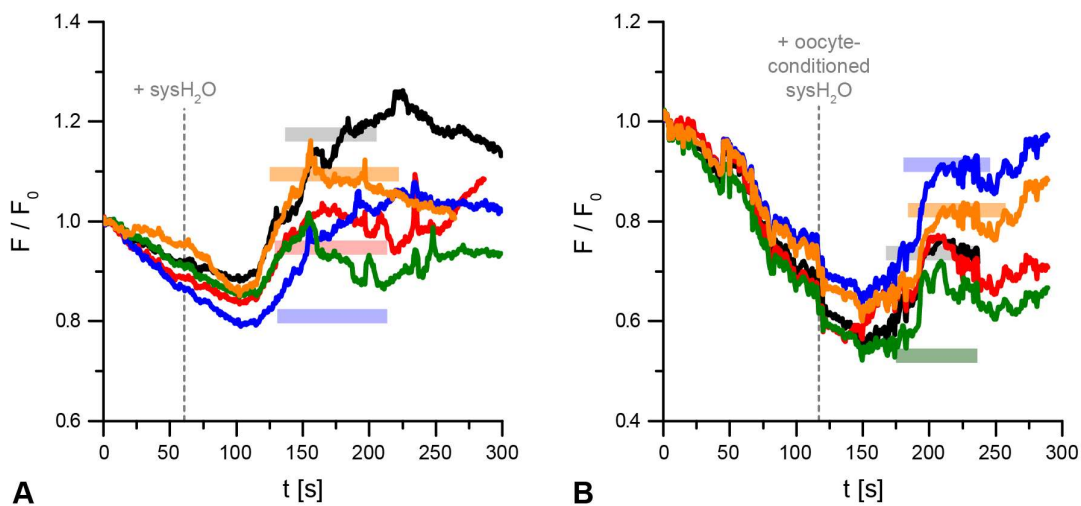 1.4
1.2
1.0
0.8
0.6
F / F₀
+ sysH₂O
0 50 100 150 200 250 300
t [s]
A
1.2
1.0
0.8
0.6
0.4
F / F₀
+ oocyte-
conditioned
sysH₂O
0 50 100 150 200 250 300
t [s]
B